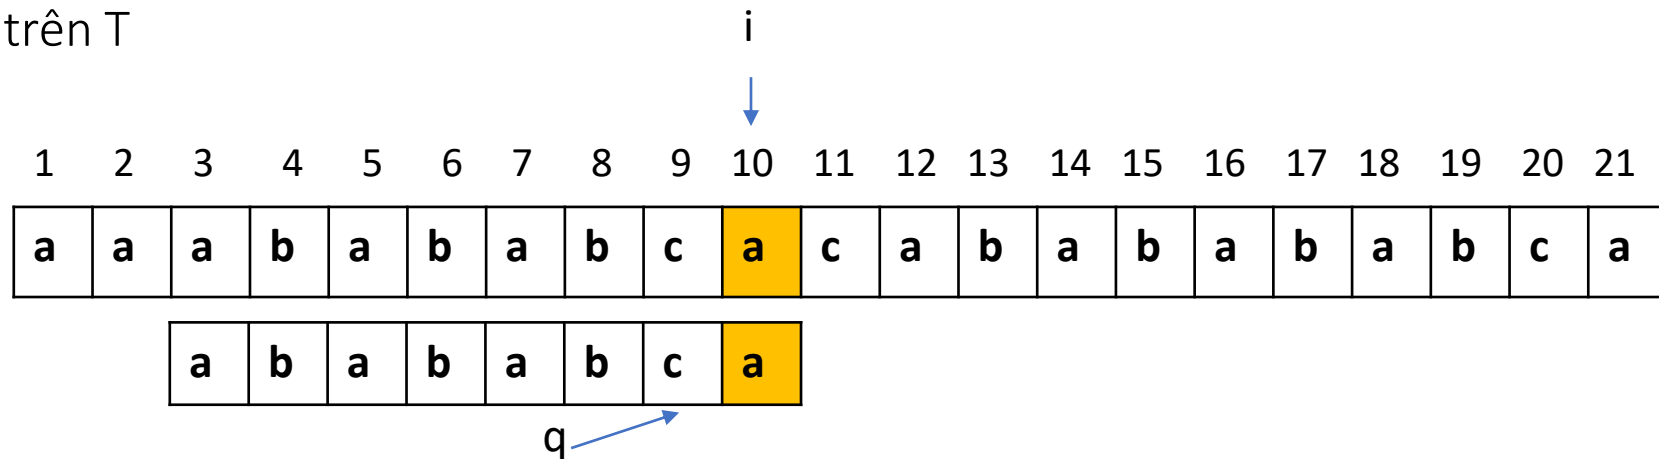 trên T
i
1 2 3 4 5 6 7 8 9 10 11 12 13 14 15 16 17 18 19 20 21
a a a b a b a b c a c a b a b a b a b c a
a b a b a b c a
q